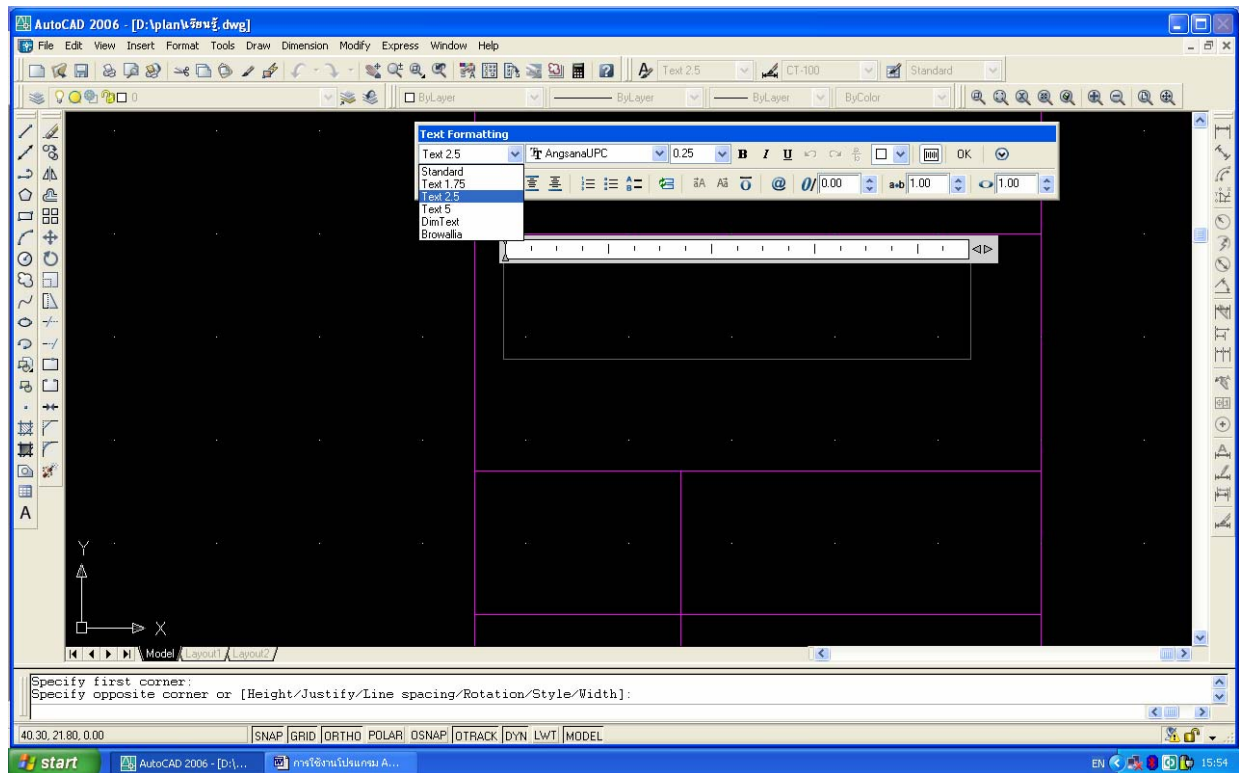 AutoCAD 2006 - [D:\plan\เรียนรู้.dwg]
File Edit View Insert Format Tools Draw Dimension Modify Express Window Help
Text 2.5 CT-100 Standard
0 ByLayer ByLayer ByLayer ByColor
Text Formatting
Text 2.5 AngsanaUPC 0.25 B I U OK
Standard
Text 1.75
Text 2.5
Text 5
DimText
Browallia
@ 0/ 0.00 a•b 1.00 1.00
A
Y
X
Model Layout1 Layout2
Specify first corner:
Specify opposite corner or [Height/Justify/Line spacing/Rotation/Style/Width]:
40.30, 21.80, 0.00 SNAP GRID ORTHO POLAR OSNAP OTRACK DYN LWT MODEL
start AutoCAD 2006 - [D:\... การใช้งานโปรแกรม A... EN 15:54